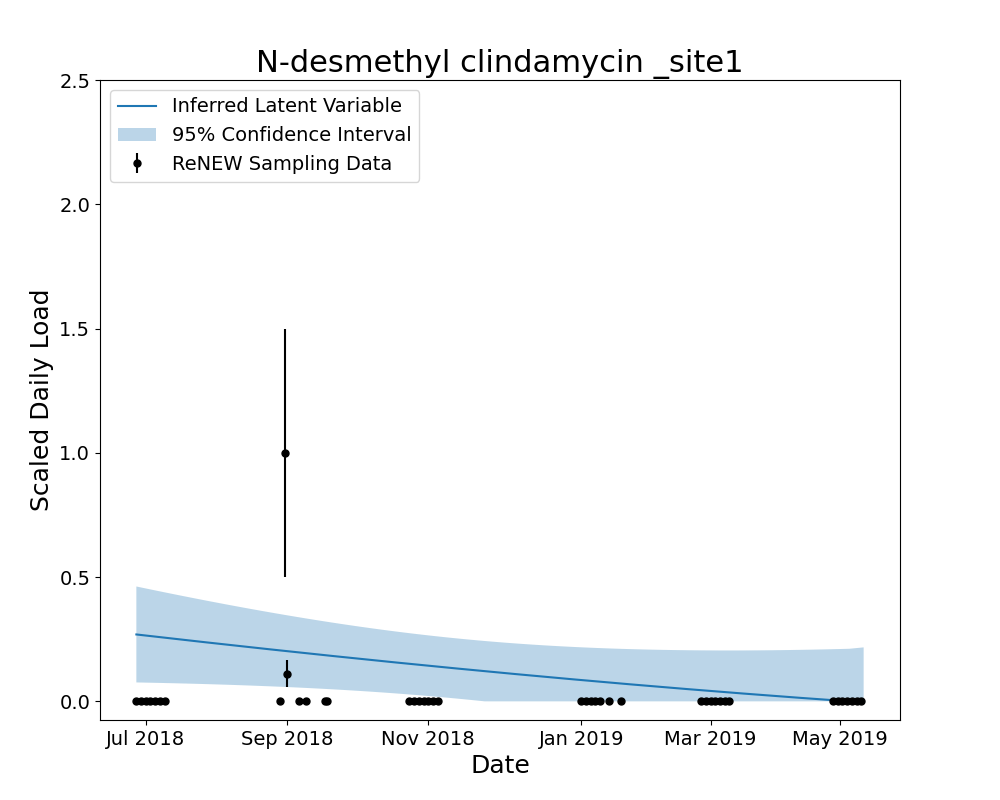 N-desmethyl clindamycin _site1
Inferred Latent Variable
95% Confidence Interval
ReNEW Sampling Data
Scaled Daily Load
2.5
2.0
1.5
1.0
0.5
0.0
Jul 2018
Sep 2018
Nov 2018
Jan 2019
Mar 2019
May 2019
Date